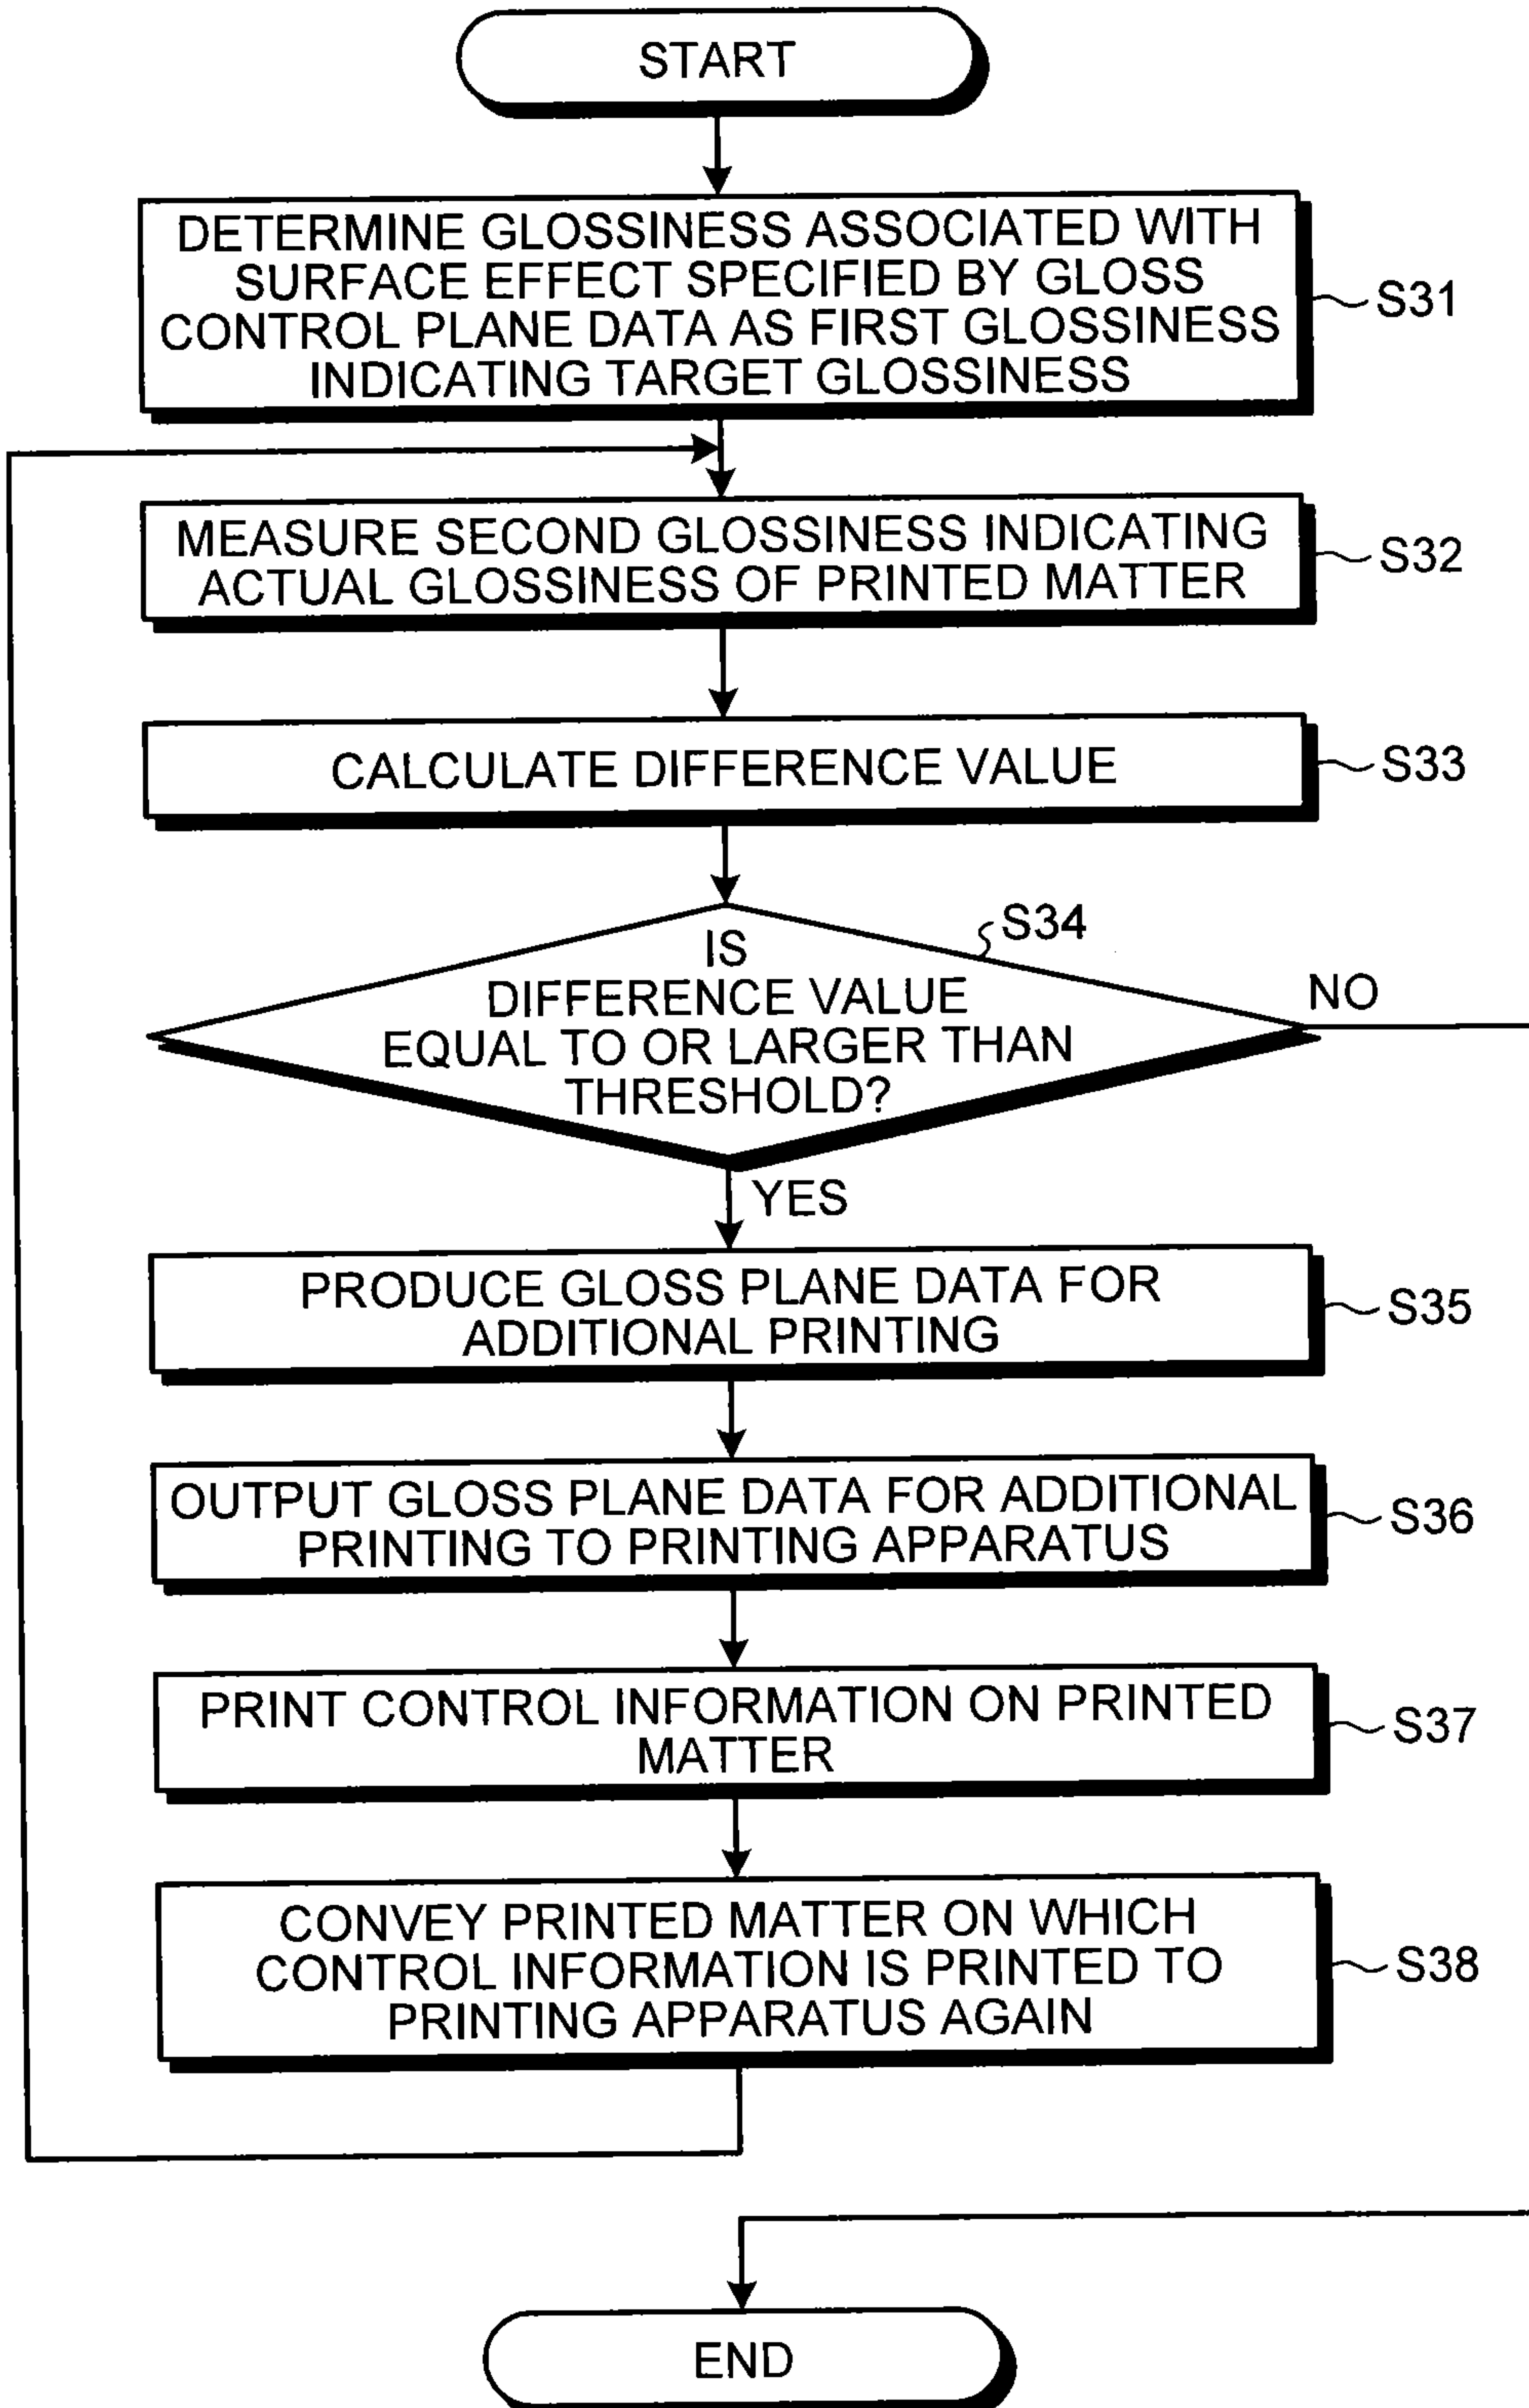 START
DETERMINE GLOSSINESS ASSOCIATED WITH
SURFACE EFFECT SPECIFIED BY GLOSS
CONTROL PLANE DATA AS FIRST GLOSSINESS
INDICATING TARGET GLOSSINESS
S31
MEASURE SECOND GLOSSINESS INDICATING
ACTUAL GLOSSINESS OF PRINTED MATTER
S32
CALCULATE DIFFERENCE VALUE
S33
S34
IS
DIFFERENCE VALUE
EQUAL TO OR LARGER THAN
THRESHOLD?
NO
YES
PRODUCE GLOSS PLANE DATA FOR
ADDITIONAL PRINTING
S35
OUTPUT GLOSS PLANE DATA FOR ADDITIONAL
PRINTING TO PRINTING APPARATUS
S36
PRINT CONTROL INFORMATION ON PRINTED
MATTER
S37
CONVEY PRINTED MATTER ON WHICH
CONTROL INFORMATION IS PRINTED TO
PRINTING APPARATUS AGAIN
S38
END